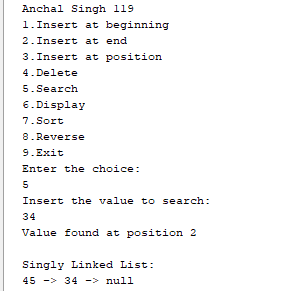 Anchal Singh 119
1.Insert at beginning
2.Insert at end
3.Insert at position
4.Delete
5.Search
6.Display
7.Sort
8.Reverse
9.Exit
Enter the choice:
5
Insert the value to search:
34
Value found at position 2
Singly Linked List:
45 -> 34 -> null